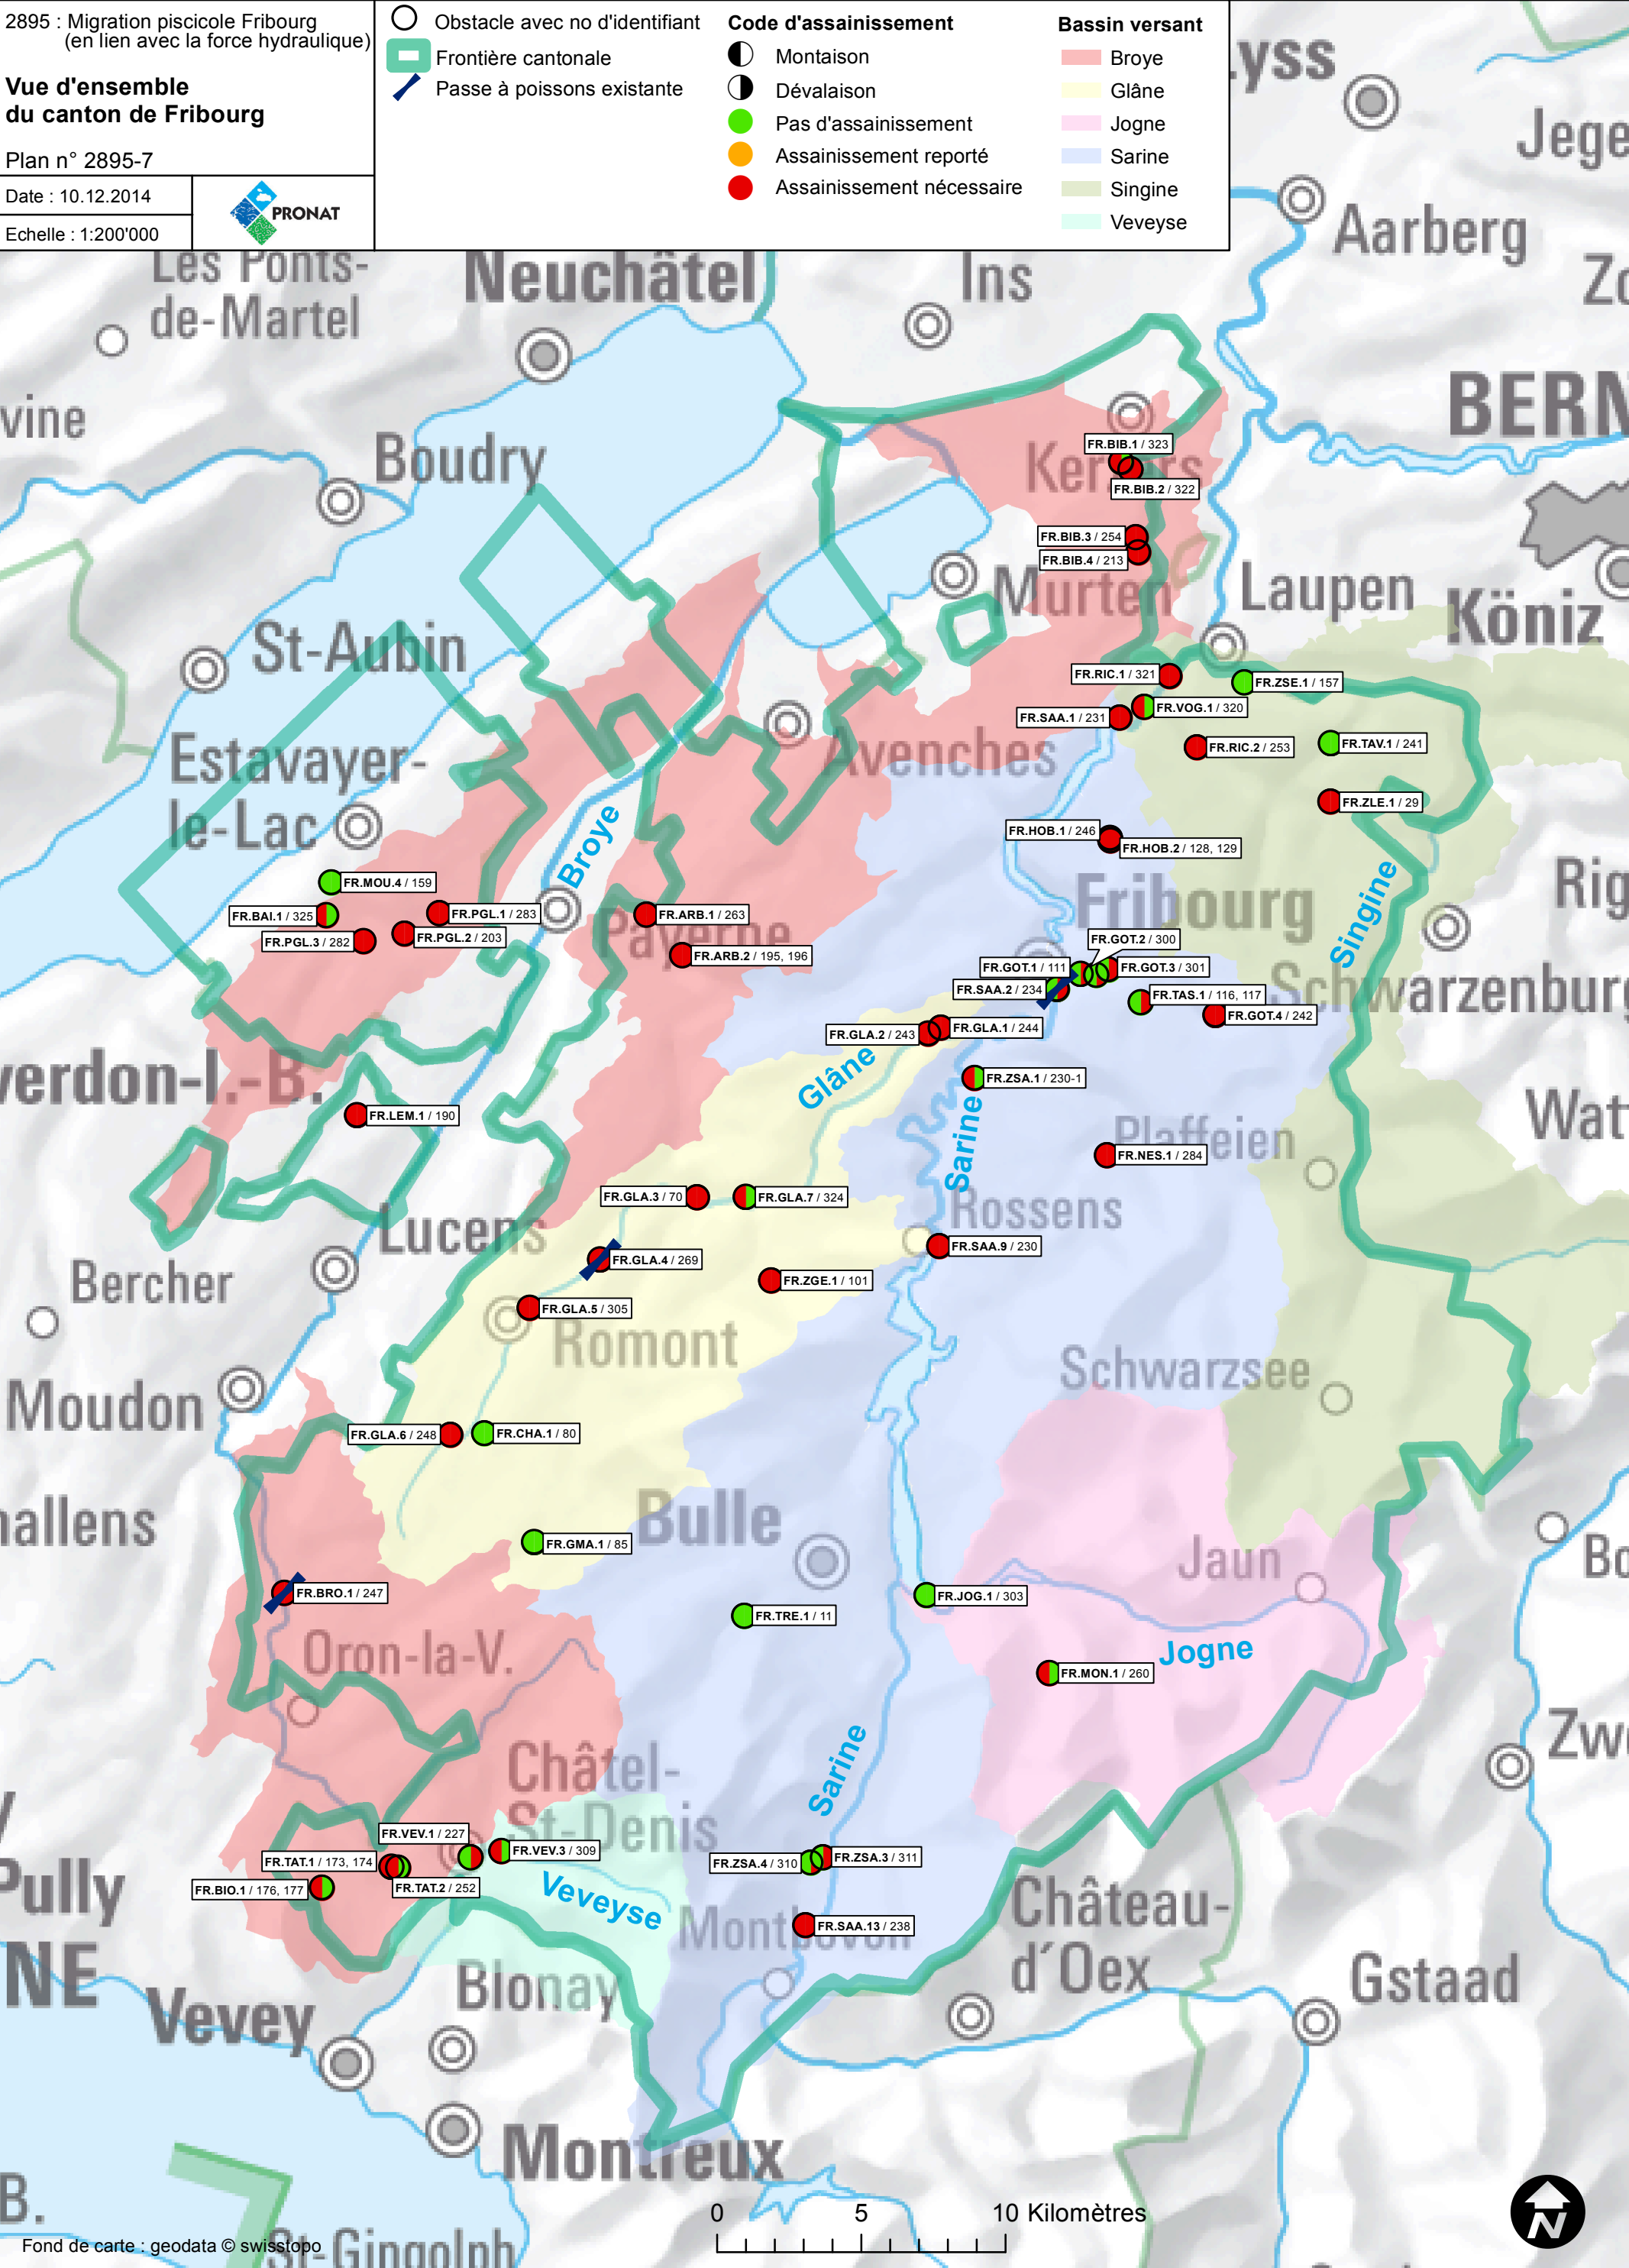 2895 : Migration piscicole Fribourg
(en lien avec la force hydraulique)
Vue d'ensemble
du canton de Fribourg
Plan n° 2895-7
Date : 10.12.2014
Echelle : 1:200'000
PRONAT
Obstacle avec no d'identifiant
Frontière cantonale
Passe à poissons existante
Code d'assainissement
Montaison
Dévalaison
Pas d'assainissement
Assainissement reporté
Assainissement nécessaire
Bassin versant
Broye
Glâne
Jogne
Sarine
Singine
Veveyse
Lyss
Jege
Aarberg
Zo
Les Ponts-
de-Martel
Neuchâtel
Ins
BERN
vine
Boudry
Kerzers
FR.BIB.1 / 323
FR.BIB.2 / 322
FR.BIB.3 / 254
FR.BIB.4 / 213
Murten
Laupen
Köniz
St-Aubin
FR.RIC.1 / 321
FR.ZSE.1 / 157
FR.VOG.1 / 320
FR.SAA.1 / 231
FR.RIC.2 / 253
FR.TAV.1 / 241
Avenches
Estavayer-
le-Lac
FR.ZLE.1 / 29
Broye
FR.HOB.1 / 246
FR.HOB.2 / 128, 129
FR.MOU.4 / 159
FR.BAI.1 / 325
FR.PGL.1 / 283
FR.PGL.2 / 203
FR.PGL.3 / 282
Payerne
FR.ARB.1 / 263
FR.ARB.2 / 195, 196
Fribourg
Singine
Rig
FR.GOT.2 / 300
FR.GOT.1 / 111
FR.GOT.3 / 301
FR.SAA.2 / 234
FR.TAS.1 / 116, 117
FR.GOT.4 / 242
Schwarzenburg
FR.GLA.2 / 243
FR.GLA.1 / 244
Glâne
FR.ZSA.1 / 230-1
Sarine
verdon-l.-B.
FR.LEM.1 / 190
Plaffeien
FR.NES.1 / 284
Wat
FR.GLA.3 / 70
FR.GLA.7 / 324
Rossens
Lucens
FR.SAA.9 / 230
FR.GLA.4 / 269
FR.ZGE.1 / 101
Bercher
FR.GLA.5 / 305
Romont
Schwarzsee
Moudon
FR.GLA.6 / 248
FR.CHA.1 / 80
Bulle
hallens
FR.GMA.1 / 85
Jaun
Bo
FR.BRO.1 / 247
FR.JOG.1 / 303
FR.TRE.1 / 11
Oron-la-V.
Jogne
FR.MON.1 / 260
Zw
Sarine
Châtel-
St-Denis
FR.VEV.1 / 227
FR.VEV.3 / 309
FR.TAT.1 / 173, 174
FR.TAT.2 / 252
FR.BIO.1 / 176, 177
FR.ZSA.4 / 310
FR.ZSA.3 / 311
Veveyse
Pully
NE
FR.SAA.13 / 238
Montbovon
Château-
d'Oex
Gstaad
Blonay
Vevey
Montreux
B.
St-Gingolph
0 5 10 Kilomètres
Fond de carte : geodata © swisstopo
N